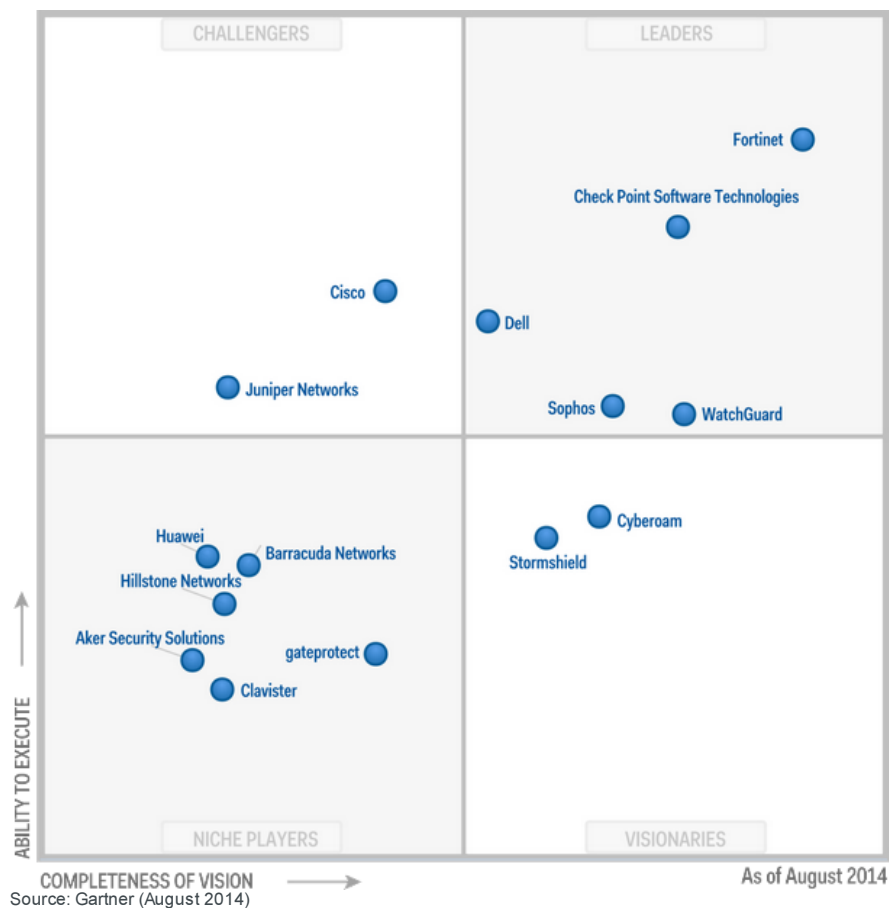 CHALLENGERS
LEADERS
Fortinet
Check Point Software Technologies
Cisco
Dell
Juniper Networks
Sophos
WatchGuard
Cyberoam
Stormshield
Huawei
Barracuda Networks
Hillstone Networks
Aker Security Solutions
gateprotect
Clavister
NICHE PLAYERS
VISIONARIES
ABILITY TO EXECUTE
COMPLETENESS OF VISION
As of August 2014
Source: Gartner (August 2014)